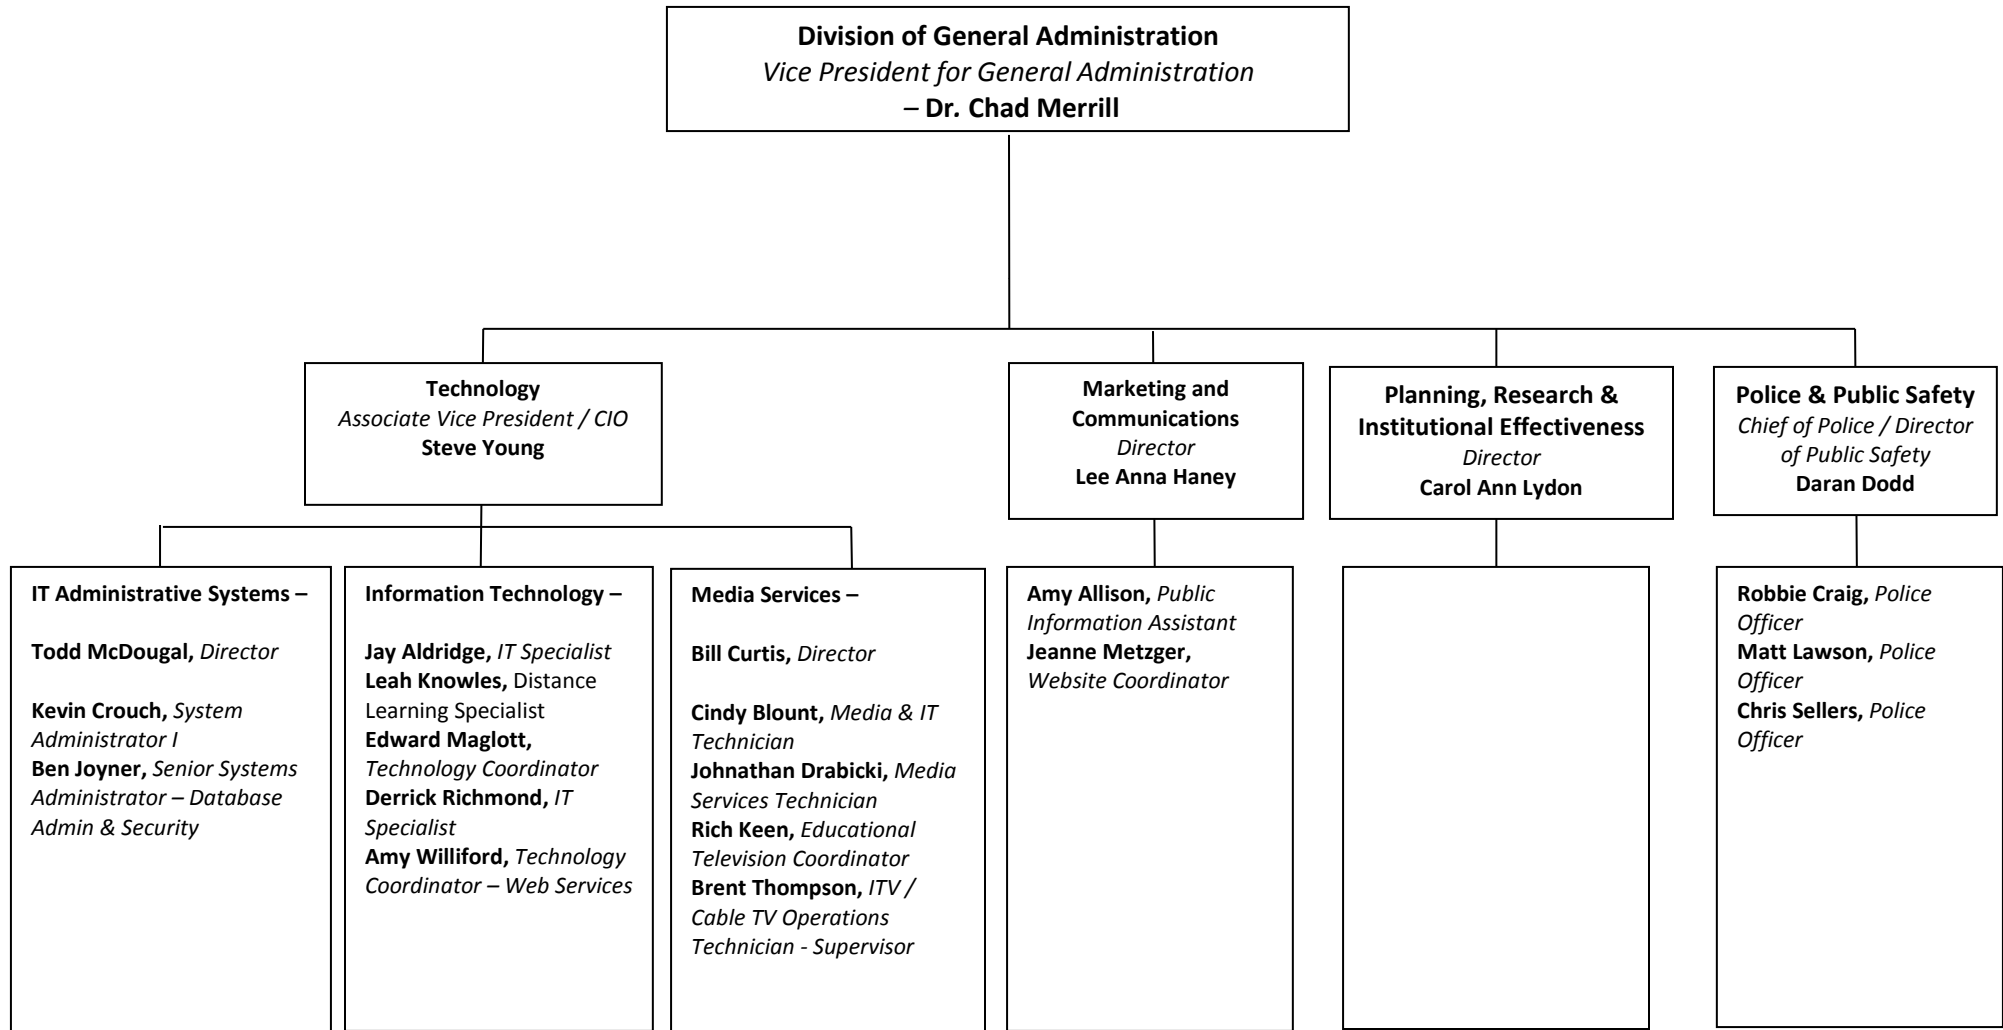 Division of General Administration
Vice President for General Administration
– Dr. Chad Merrill
Technology
Associate Vice President / CIO
Steve Young
Marketing and
Communications
Director
Lee Anna Haney
Planning, Research &
Institutional Effectiveness
Director
Carol Ann Lydon
Police & Public Safety
Chief of Police / Director
of Public Safety
Daran Dodd
IT Administrative Systems –
Todd McDougal, Director
Kevin Crouch, System
Administrator I
Ben Joyner, Senior Systems
Administrator – Database
Admin & Security
Information Technology –
Jay Aldridge, IT Specialist
Leah Knowles, Distance
Learning Specialist
Edward Maglott,
Technology Coordinator
Derrick Richmond, IT
Specialist
Amy Williford, Technology
Coordinator – Web Services
Media Services –
Bill Curtis, Director
Cindy Blount, Media & IT
Technician
Johnathan Drabicki, Media
Services Technician
Rich Keen, Educational
Television Coordinator
Brent Thompson, ITV /
Cable TV Operations
Technician - Supervisor
Amy Allison, Public
Information Assistant
Jeanne Metzger,
Website Coordinator
Robbie Craig, Police
Officer
Matt Lawson, Police
Officer
Chris Sellers, Police
Officer